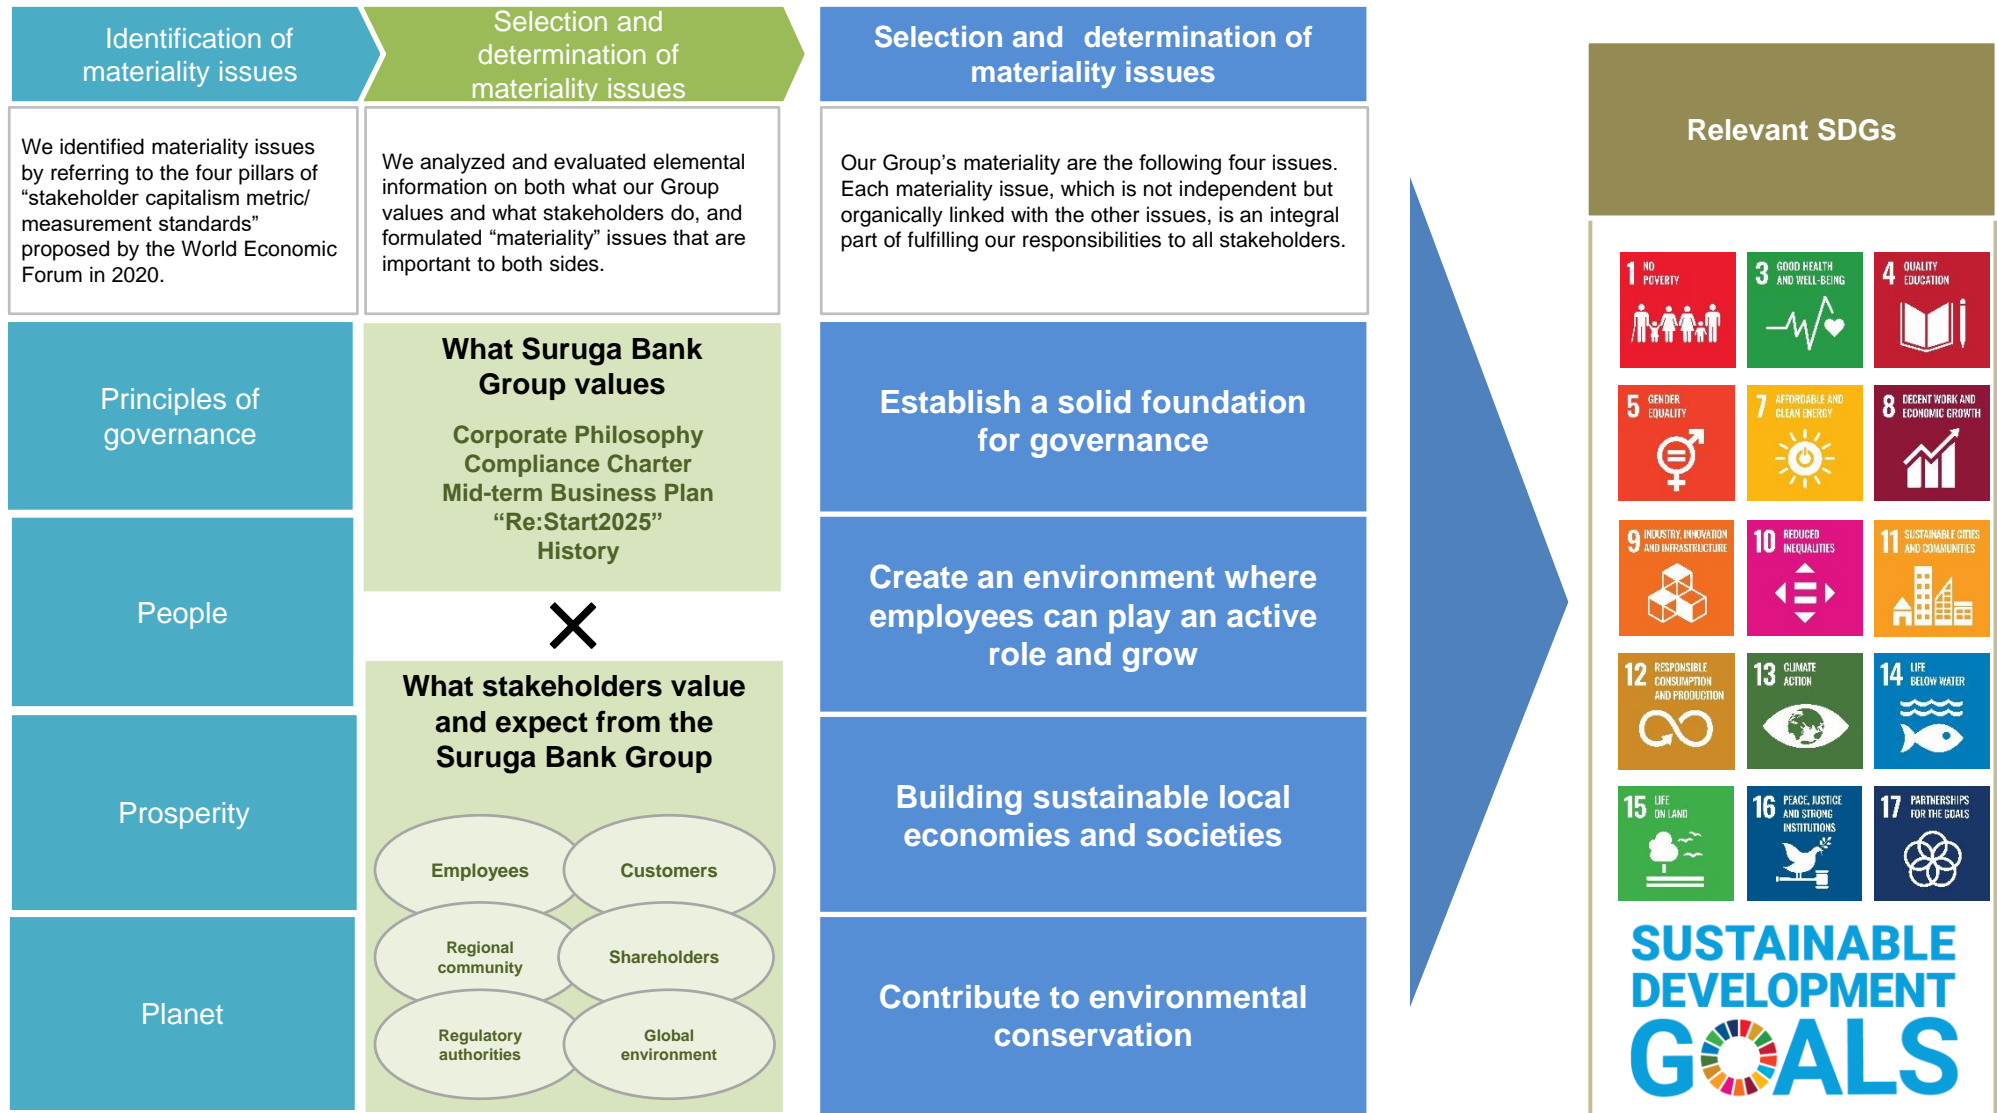 Identification of
materiality issues
Selection and
determination of
materiality issues
Selection and determination of
materiality issues
Relevant SDGs
We identified materiality issues
by referring to the four pillars of
“stakeholder capitalism metric/
measurement standards”
proposed by the World Economic
Forum in 2020.
We analyzed and evaluated elemental
information on both what our Group
values and what stakeholders do, and
formulated “materiality” issues that are
important to both sides.
Our Group’s materiality are the following four issues.
Each materiality issue, which is not independent but
organically linked with the other issues, is an integral
part of fulfilling our responsibilities to all stakeholders.
Principles of
governance
People
Prosperity
Planet
What Suruga Bank
Group values
Corporate Philosophy
Compliance Charter
Mid-term Business Plan
“Re:Start2025”
History
What stakeholders value
and expect from the
Suruga Bank Group
Employees
Customers
Regional
community
Shareholders
Regulatory
authorities
Global
environment
Establish a solid foundation
for governance
Create an environment where
employees can play an active
role and grow
Building sustainable local
economies and societies
Contribute to environmental
conservation
1 NO
POVERTY
3 GOOD HEALTH
AND WELL-BEING
4 QUALITY
EDUCATION
5 GENDER
EQUALITY
7 AFFORDABLE AND
CLEAN ENERGY
8 DECENT WORK AND
ECONOMIC GROWTH
9 INDUSTRY, INNOVATION
AND INFRASTRUCTURE
10 REDUCED
INEQUALITIES
11 SUSTAINABLE CITIES
AND COMMUNITIES
12 RESPONSIBLE
CONSUMPTION
AND PRODUCTION
13 CLIMATE
ACTION
14 LIFE
BELOW WATER
15 LIFE
ON LAND
16 PEACE, JUSTICE
AND STRONG
INSTITUTIONS
17 PARTNERSHIPS
FOR THE GOALS
SUSTAINABLE
DEVELOPMENT
GOALS